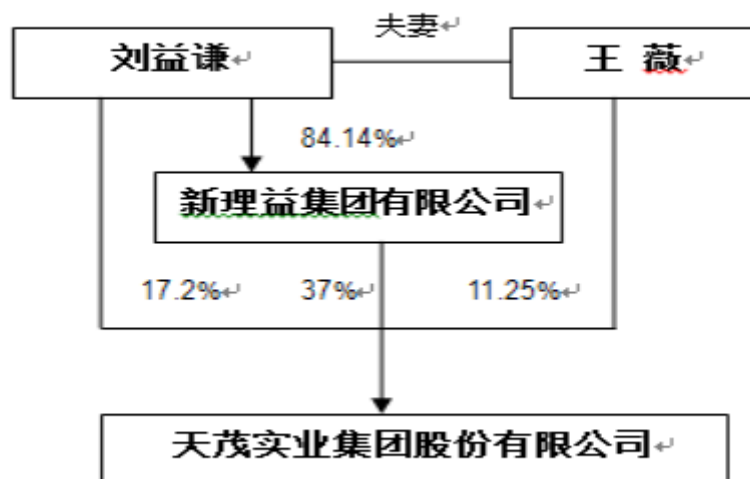 夫妻
刘益谦
王 薇
84.14%
新理益集团有限公司
17.2%
37%
11.25%
天茂实业集团股份有限公司